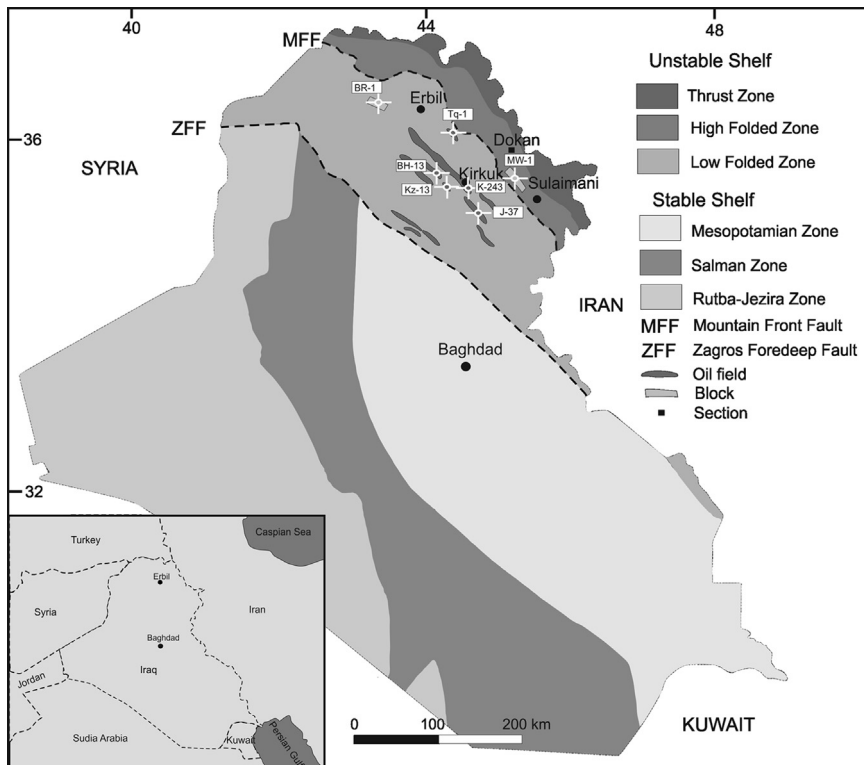 40
44
48
MFF
BR-1
Erbil
Tq-1
36
ZFF
Dokan
SYRIA
BH-13
Kirkuk
MW-1
Kz-13
K-243
Sulaimani
J-37
IRAN
Baghdad
32
KUWAIT
0 100 200 km
Unstable Shelf
Thrust Zone
High Folded Zone
Low Folded Zone
Stable Shelf
Mesopotamian Zone
Salman Zone
Rutba-Jezira Zone
MFF Mountain Front Fault
ZFF Zagros Foredeep Fault
Oil field
Block
Section
Turkey
Caspian Sea
Erbil
Syria
Iran
Baghdad
Jordan
Iraq
Sudia Arabia
Kuwait
Persian Gulf